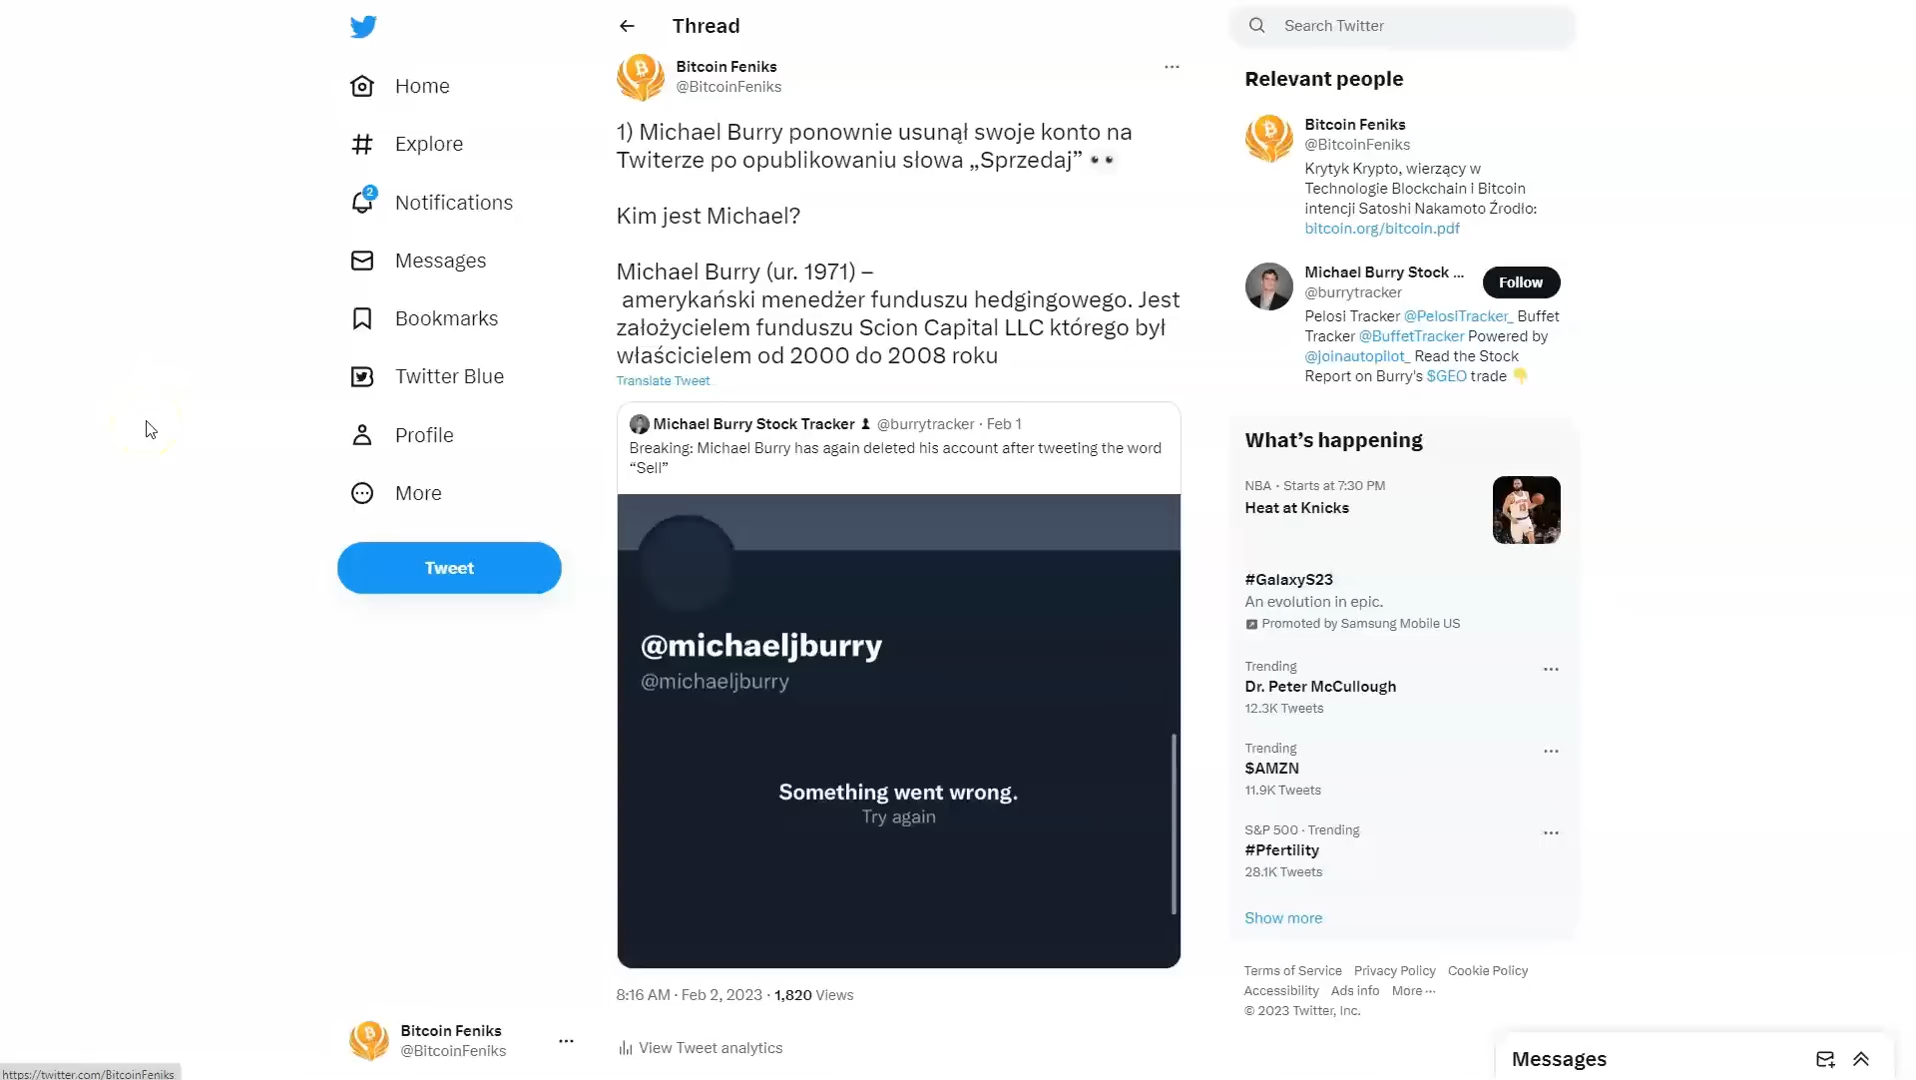 Home
Explore
2
Notifications
Messages
Bookmarks
Twitter Blue
Profile
More
Tweet
Bitcoin Feniks
@BitcoinFeniks
https://twitter.com/BitcoinFeniks
Thread
Bitcoin Feniks
@BitcoinFeniks
1) Michael Burry ponownie usunął swoje konto na
Twiterze po opublikowaniu słowa „Sprzedaj” 👀
Kim jest Michael?
Michael Burry (ur. 1971) –
amerykański menedżer funduszu hedgingowego. Jest
założycielem funduszu Scion Capital LLC którego był
właścicielem od 2000 do 2008 roku
Translate Tweet
Michael Burry Stock Tracker @burrytracker · Feb 1
Breaking: Michael Burry has again deleted his account after tweeting the word
“Sell”
@michaeljburry
@michaeljburry
Something went wrong.
Try again
8:16 AM · Feb 2, 2023 · 1,820 Views
View Tweet analytics
Search Twitter
Relevant people
Bitcoin Feniks
@BitcoinFeniks
Krytyk Krypto, wierzący w
Technologie Blockchain i Bitcoin
intencji Satoshi Nakamoto Źrodło:
bitcoin.org/bitcoin.pdf
Michael Burry Stock ...
@burrytracker
Follow
Pelosi Tracker @PelosiTracker_ Buffet
Tracker @BuffetTracker Powered by
@joinautopilot_ Read the Stock
Report on Burry's $GEO trade 👇
What’s happening
NBA · Starts at 7:30 PM
Heat at Knicks
#GalaxyS23
An evolution in epic.
Promoted by Samsung Mobile US
Trending
Dr. Peter McCullough
12.3K Tweets
Trending
$AMZN
11.9K Tweets
S&P 500 · Trending
#Pfertility
28.1K Tweets
Show more
Terms of Service Privacy Policy Cookie Policy
Accessibility Ads info More ···
© 2023 Twitter, Inc.
Messages